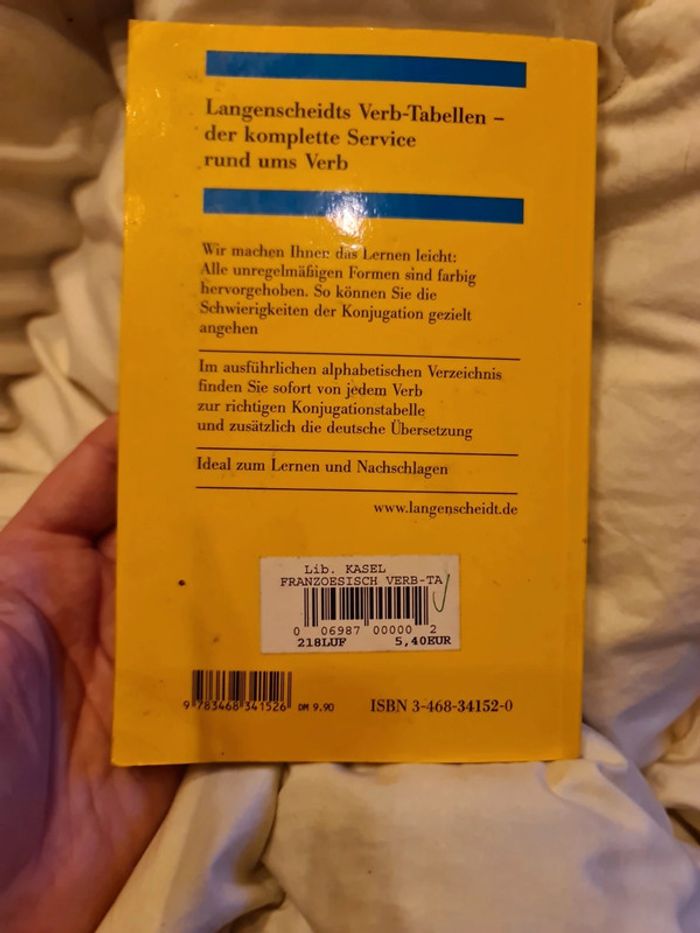 Langenscheidts Verb-Tabellen –
der komplette Service
rund ums Verb
Wir machen Ihnen das Lernen leicht:
Alle unregelmäßigen Formen sind farbig
hervorgehoben. So können Sie die
Schwierigkeiten der Konjugation gezielt
angehen
Im ausführlichen alphabetischen Verzeichnis
finden Sie sofort von jedem Verb
zur richtigen Konjugationstabelle
und zusätzlich die deutsche Übersetzung
Ideal zum Lernen und Nachschlagen
www.langenscheidt.de
Lib. KASEL
FRANZOESISCH VERB-TA
0 06987 00000 2
218LUF 5,40EUR
9 783468 341526 DM 9.90 ISBN 3-468-34152-0